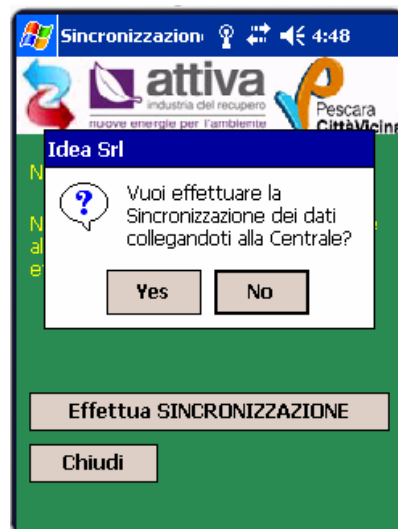 Sincronizzazion 4:48
attiva
industria del recupero
nuove energie per l'ambiente
Pescara
CittàVicina
Idea Srl
Vuoi effettuare la
Sincronizzazione dei dati
collegandoti alla Centrale?
Yes No
Effettua SINCRONIZZAZIONE
Chiudi